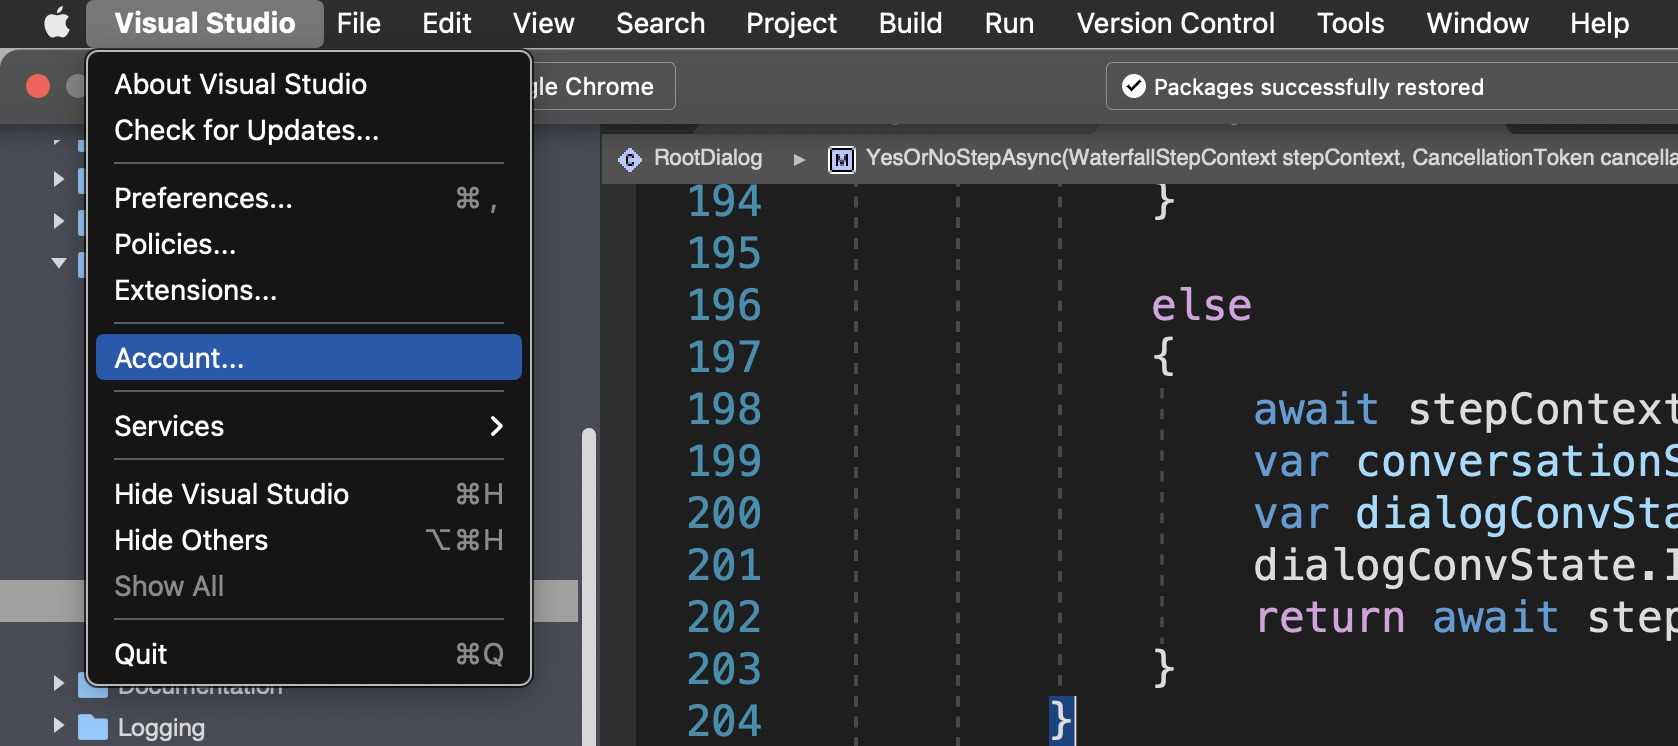 Visual Studio File Edit View Search Project Build Run Version Control Tools Window Help
About Visual Studio
Check for Updates...
Preferences... ⌘ ,
Policies...
Extensions...
Account...
Services
Hide Visual Studio ⌘H
Hide Others ⌥⌘H
Show All
Quit ⌘Q
gle Chrome
Packages successfully restored
Documentation
Logging
RootDialog
YesOrNoStepAsync(WaterfallStepContext stepContext, CancellationToken cancella
194 }
195
196 else
197 {
198 await stepContext
199 var conversationS
200 var dialogConvSta
201 dialogConvState.I
202 return await step
203 }
204 }